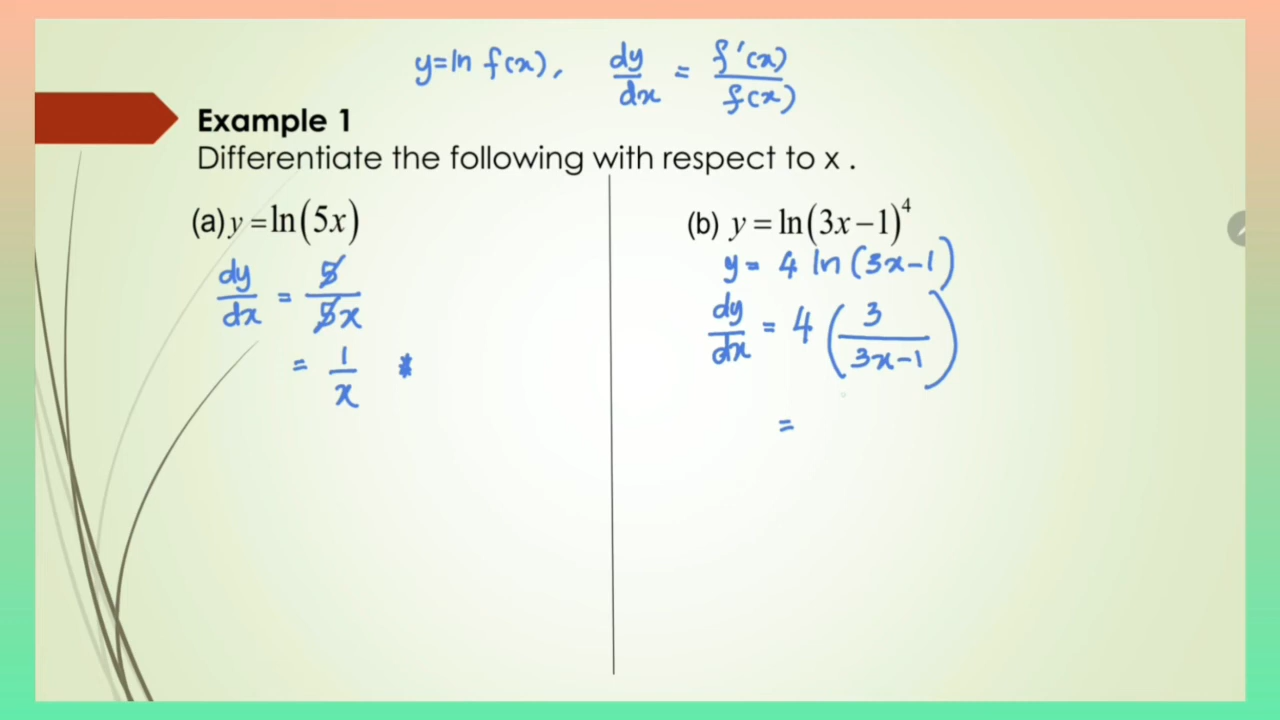 y=ln f(x), dy/dx = f'(x)/f(x)
Example 1
Differentiate the following with respect to x .
(a) y = ln(5x)
dy/dx = 5/5x
= 1/x *
(b) y = ln(3x−1)^4
y = 4 ln (3x−1)
dy/dx = 4 (3/3x−1)
=